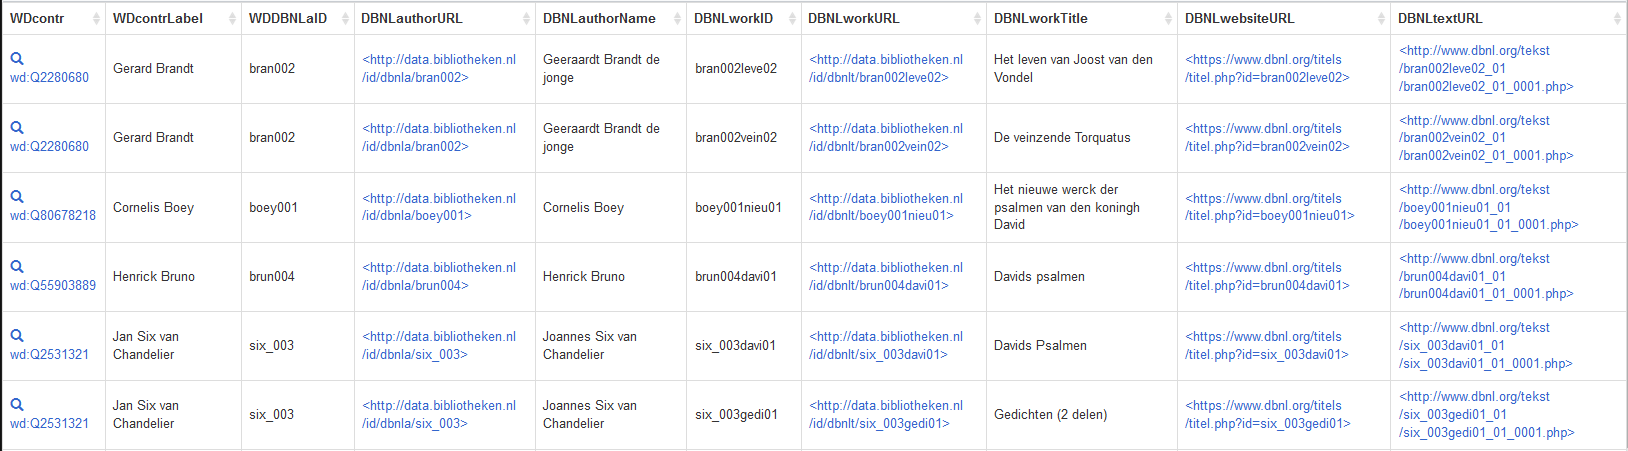 WDcontr WDcontrLabel WDDBNLaID DBNLauthorURL DBNLauthorName DBNLworkID DBNLworkURL DBNLworkTitle DBNLwebsiteURL DBNLtextURL
wd:Q2280680
Gerard Brandt
bran002
<http://data.bibliotheken.nl
/id/dbnla/bran002>
Geeraardt Brandt de
jonge
bran002leve02
<http://data.bibliotheken.nl
/id/dbnlt/bran002leve02>
Het leven van Joost van den
Vondel
<https://www.dbnl.org/titels
/titel.php?id=bran002leve02>
<http://www.dbnl.org/tekst
/bran002leve02_01
/bran002leve02_01_0001.php>
wd:Q2280680
Gerard Brandt
bran002
<http://data.bibliotheken.nl
/id/dbnla/bran002>
Geeraardt Brandt de
jonge
bran002vein02
<http://data.bibliotheken.nl
/id/dbnlt/bran002vein02>
De veinzende Torquatus
<https://www.dbnl.org/titels
/titel.php?id=bran002vein02>
<http://www.dbnl.org/tekst
/bran002vein02_01
/bran002vein02_01_0001.php>
wd:Q80678218
Cornelis Boey
boey001
<http://data.bibliotheken.nl
/id/dbnla/boey001>
Cornelis Boey
boey001nieu01
<http://data.bibliotheken.nl
/id/dbnlt/boey001nieu01>
Het nieuwe werck der
psalmen van den koningh
David
<https://www.dbnl.org/titels
/titel.php?id=boey001nieu01>
<http://www.dbnl.org/tekst
/boey001nieu01_01
/boey001nieu01_01_0001.php>
wd:Q55903889
Henrick Bruno
brun004
<http://data.bibliotheken.nl
/id/dbnla/brun004>
Henrick Bruno
brun004davi01
<http://data.bibliotheken.nl
/id/dbnlt/brun004davi01>
Davids psalmen
<https://www.dbnl.org/titels
/titel.php?id=brun004davi01>
<http://www.dbnl.org/tekst
/brun004davi01_01
/brun004davi01_01_0001.php>
wd:Q2531321
Jan Six van
Chandelier
six_003
<http://data.bibliotheken.nl
/id/dbnla/six_003>
Joannes Six van
Chandelier
six_003davi01
<http://data.bibliotheken.nl
/id/dbnlt/six_003davi01>
Davids Psalmen
<https://www.dbnl.org/titels
/titel.php?id=six_003davi01>
<http://www.dbnl.org/tekst
/six_003davi01_01
/six_003davi01_01_0001.php>
wd:Q2531321
Jan Six van
Chandelier
six_003
<http://data.bibliotheken.nl
/id/dbnla/six_003>
Joannes Six van
Chandelier
six_003gedi01
<http://data.bibliotheken.nl
/id/dbnlt/six_003gedi01>
Gedichten (2 delen)
<https://www.dbnl.org/titels
/titel.php?id=six_003gedi01>
<http://www.dbnl.org/tekst
/six_003gedi01_01
/six_003gedi01_01_0001.php>